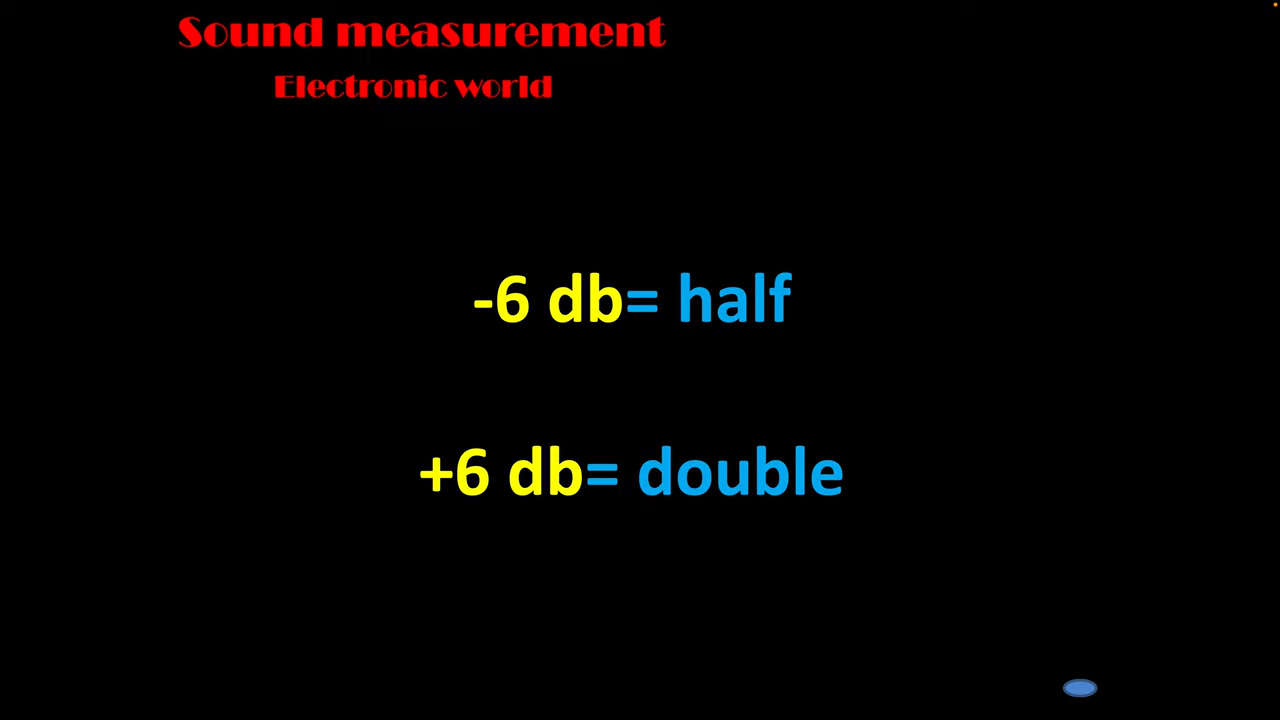 Sound measurement
Electronic world
-6 db= half
+6 db= double